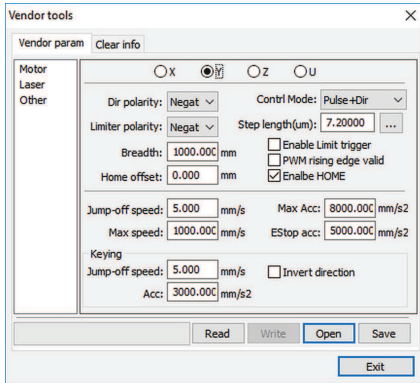 Vendor tools
Vendor param Clear info
Motor
Laser
Other
X Y Z U
Dir polarity: Negat Contrl Mode: Pulse+Dir
Limiter polarity: Negat Step length(um): 7.20000 ...
Breadth: 1000.000 mm Enable Limit trigger
PWM rising edge valid
Home offset: 0.000 mm Enalbe HOME
Jump-off speed: 5.000 mm/s Max Acc: 8000.000 mm/s2
Max speed: 1000.000 mm/s EStop acc: 5000.000 mm/s2
Keying
Jump-off speed: 5.000 mm/s Invert direction
Acc: 3000.000 mm/s2
Read Write Open Save
Exit